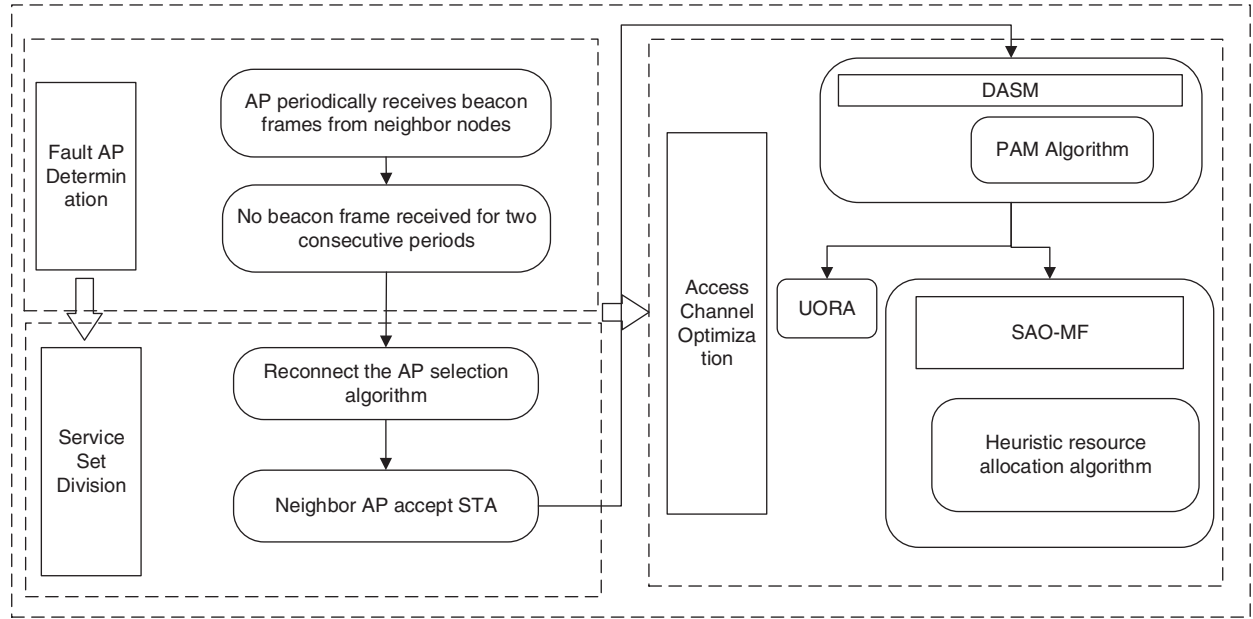 Fault AP
Determin
ation
AP periodically receives beacon
frames from neighbor nodes
No beacon frame received for two
consecutive periods
Service
Set
Division
Reconnect the AP selection
algorithm
Neighbor AP accept STA
Access
Channel
Optimiza
tion
DASM
PAM Algorithm
UORA
SAO-MF
Heuristic resource
allocation algorithm